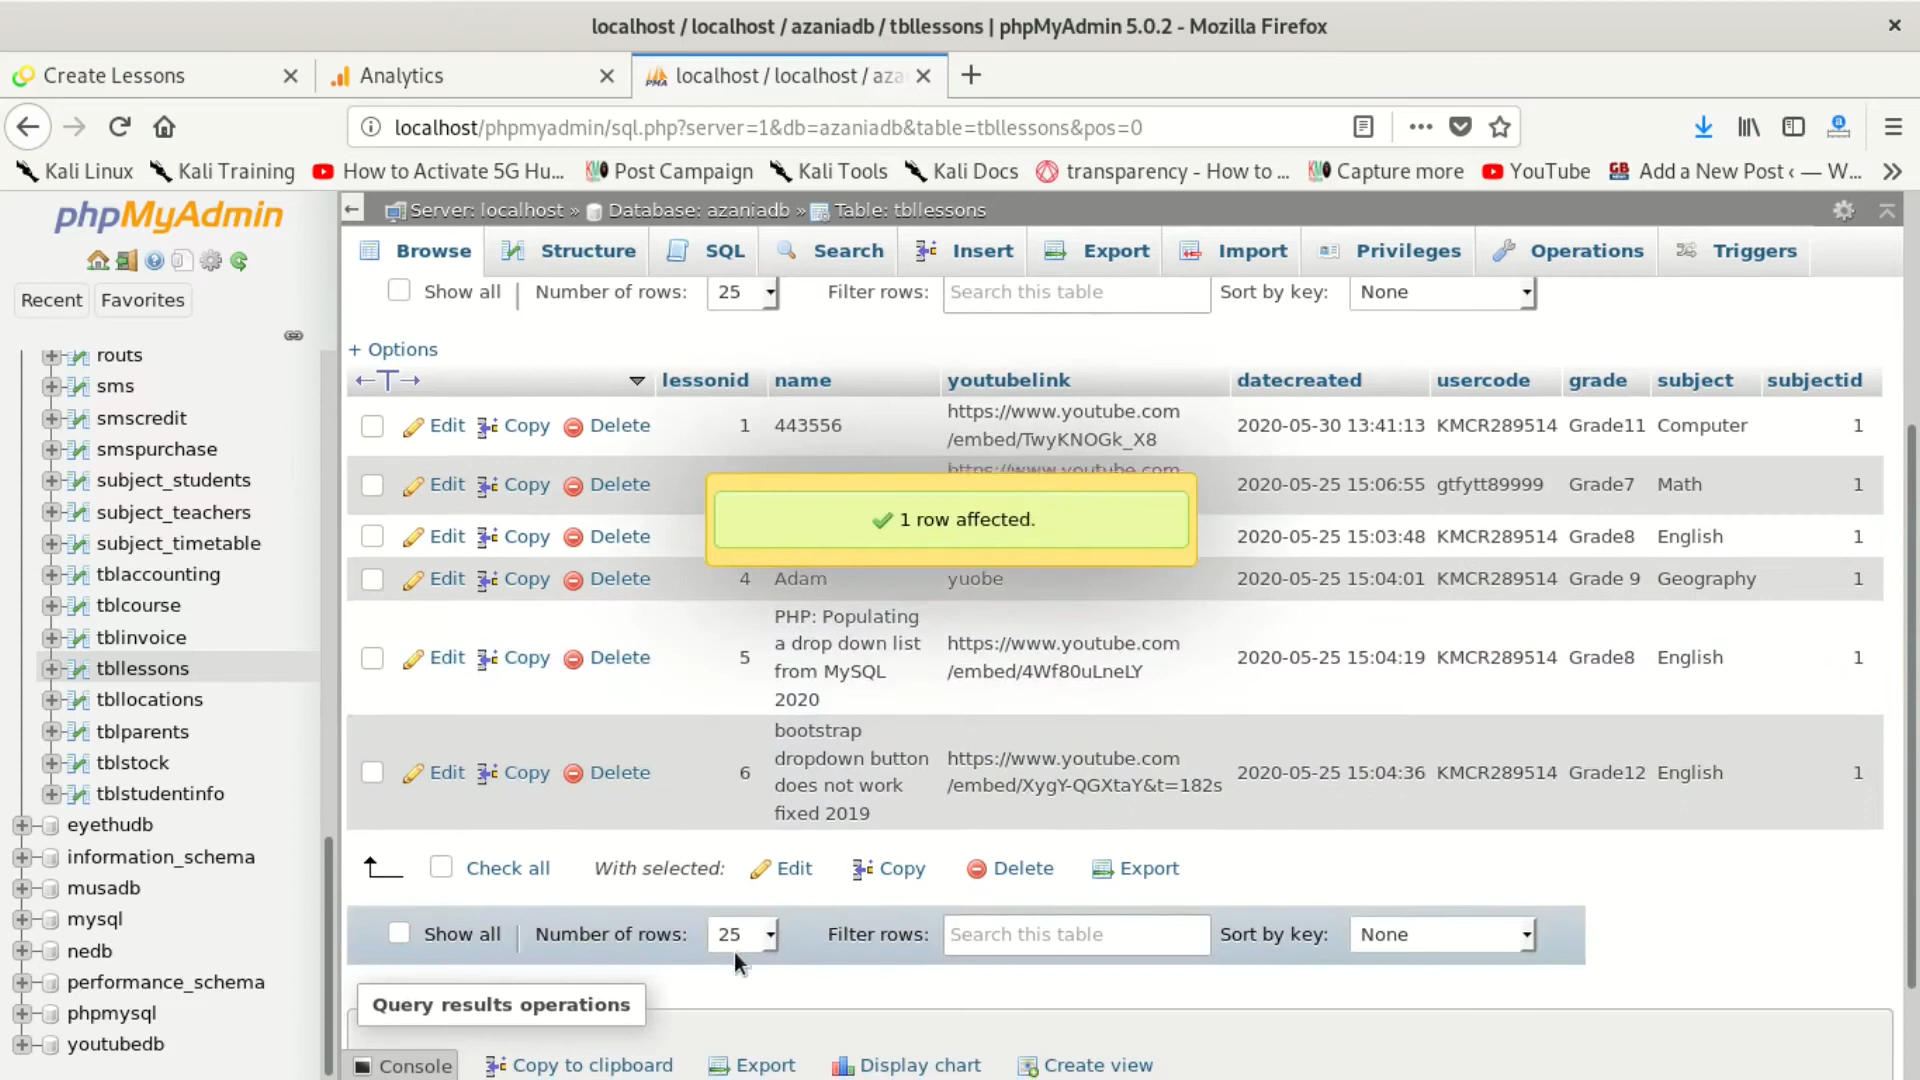 localhost / localhost / azaniadb / tbllessons | phpMyAdmin 5.0.2 - Mozilla Firefox
Create Lessons
Analytics
localhost / localhost / aza
localhost/phpmyadmin/sql.php?server=1&db=azaniadb&table=tbllessons&pos=0
Kali Linux Kali Training How to Activate 5G Hu... Post Campaign Kali Tools Kali Docs transparency - How to ... Capture more YouTube Add a New Post ‹ — W...
phpMyAdmin
Recent Favorites
routs
sms
smscredit
smspurchase
subject_students
subject_teachers
subject_timetable
tblaccounting
tblcourse
tblinvoice
tbllessons
tbllocations
tblparents
tblstock
tblstudentinfo
eyethudb
information_schema
musadb
mysql
nedb
performance_schema
phpmysql
youtubedb
Server: localhost » Database: azaniadb » Table: tbllessons
Browse Structure SQL Search Insert Export Import Privileges Operations Triggers
Show all | Number of rows: 25 Filter rows: Search this table Sort by key: None
+ Options
←T→ lessonid name youtubelink datecreated usercode grade subject subjectid
Edit Copy Delete 1 443556 https://www.youtube.com
/embed/TwyKNOGk_X8 2020-05-30 13:41:13 KMCR289514 Grade11 Computer 1
https://www.youtube.com
Edit Copy Delete 2020-05-25 15:06:55 gtfytt89999 Grade7 Math 1
1 row affected.
Edit Copy Delete 2020-05-25 15:03:48 KMCR289514 Grade8 English 1
Edit Copy Delete 4 Adam yuobe 2020-05-25 15:04:01 KMCR289514 Grade 9 Geography 1
PHP: Populating
a drop down list
from MySQL
2020
Edit Copy Delete 5 https://www.youtube.com
/embed/4Wf80uLneLY 2020-05-25 15:04:19 KMCR289514 Grade8 English 1
bootstrap
dropdown button
does not work
fixed 2019
Edit Copy Delete 6 https://www.youtube.com
/embed/XygY-QGXtaY&t=182s 2020-05-25 15:04:36 KMCR289514 Grade12 English 1
Check all With selected: Edit Copy Delete Export
Show all | Number of rows: 25 Filter rows: Search this table Sort by key: None
Query results operations
Console Copy to clipboard Export Display chart Create view